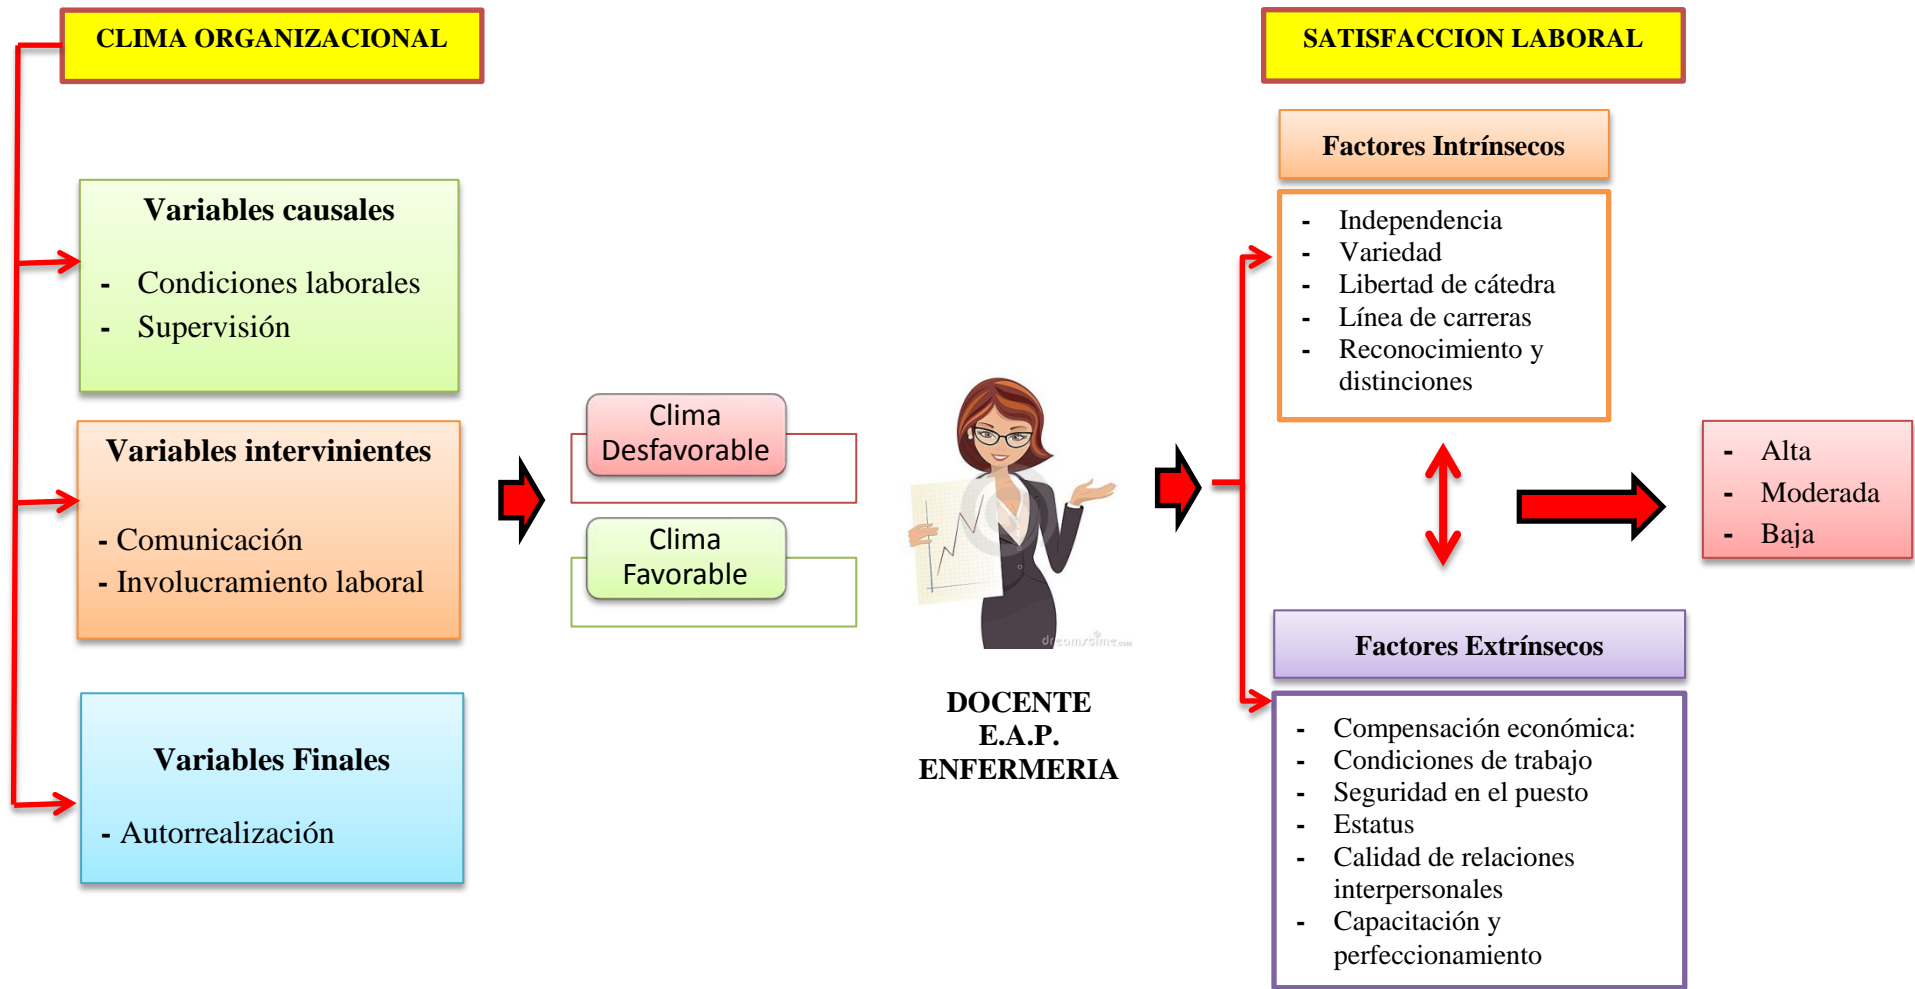 CLIMA ORGANIZACIONAL
Variables causales
- Condiciones laborales
- Supervisión
Variables intervinientes
- Comunicación
- Involucramiento laboral
Variables Finales
- Autorrealización
Clima
Desfavorable
Clima
Favorable
dreamstime.com
DOCENTE
E.A.P.
ENFERMERIA
SATISFACCION LABORAL
Factores Intrínsecos
- Independencia
- Variedad
- Libertad de cátedra
- Línea de carreras
- Reconocimiento y
distinciones
Factores Extrínsecos
- Compensación económica:
- Condiciones de trabajo
- Seguridad en el puesto
- Estatus
- Calidad de relaciones
interpersonales
- Capacitación y
perfeccionamiento
- Alta
- Moderada
- Baja